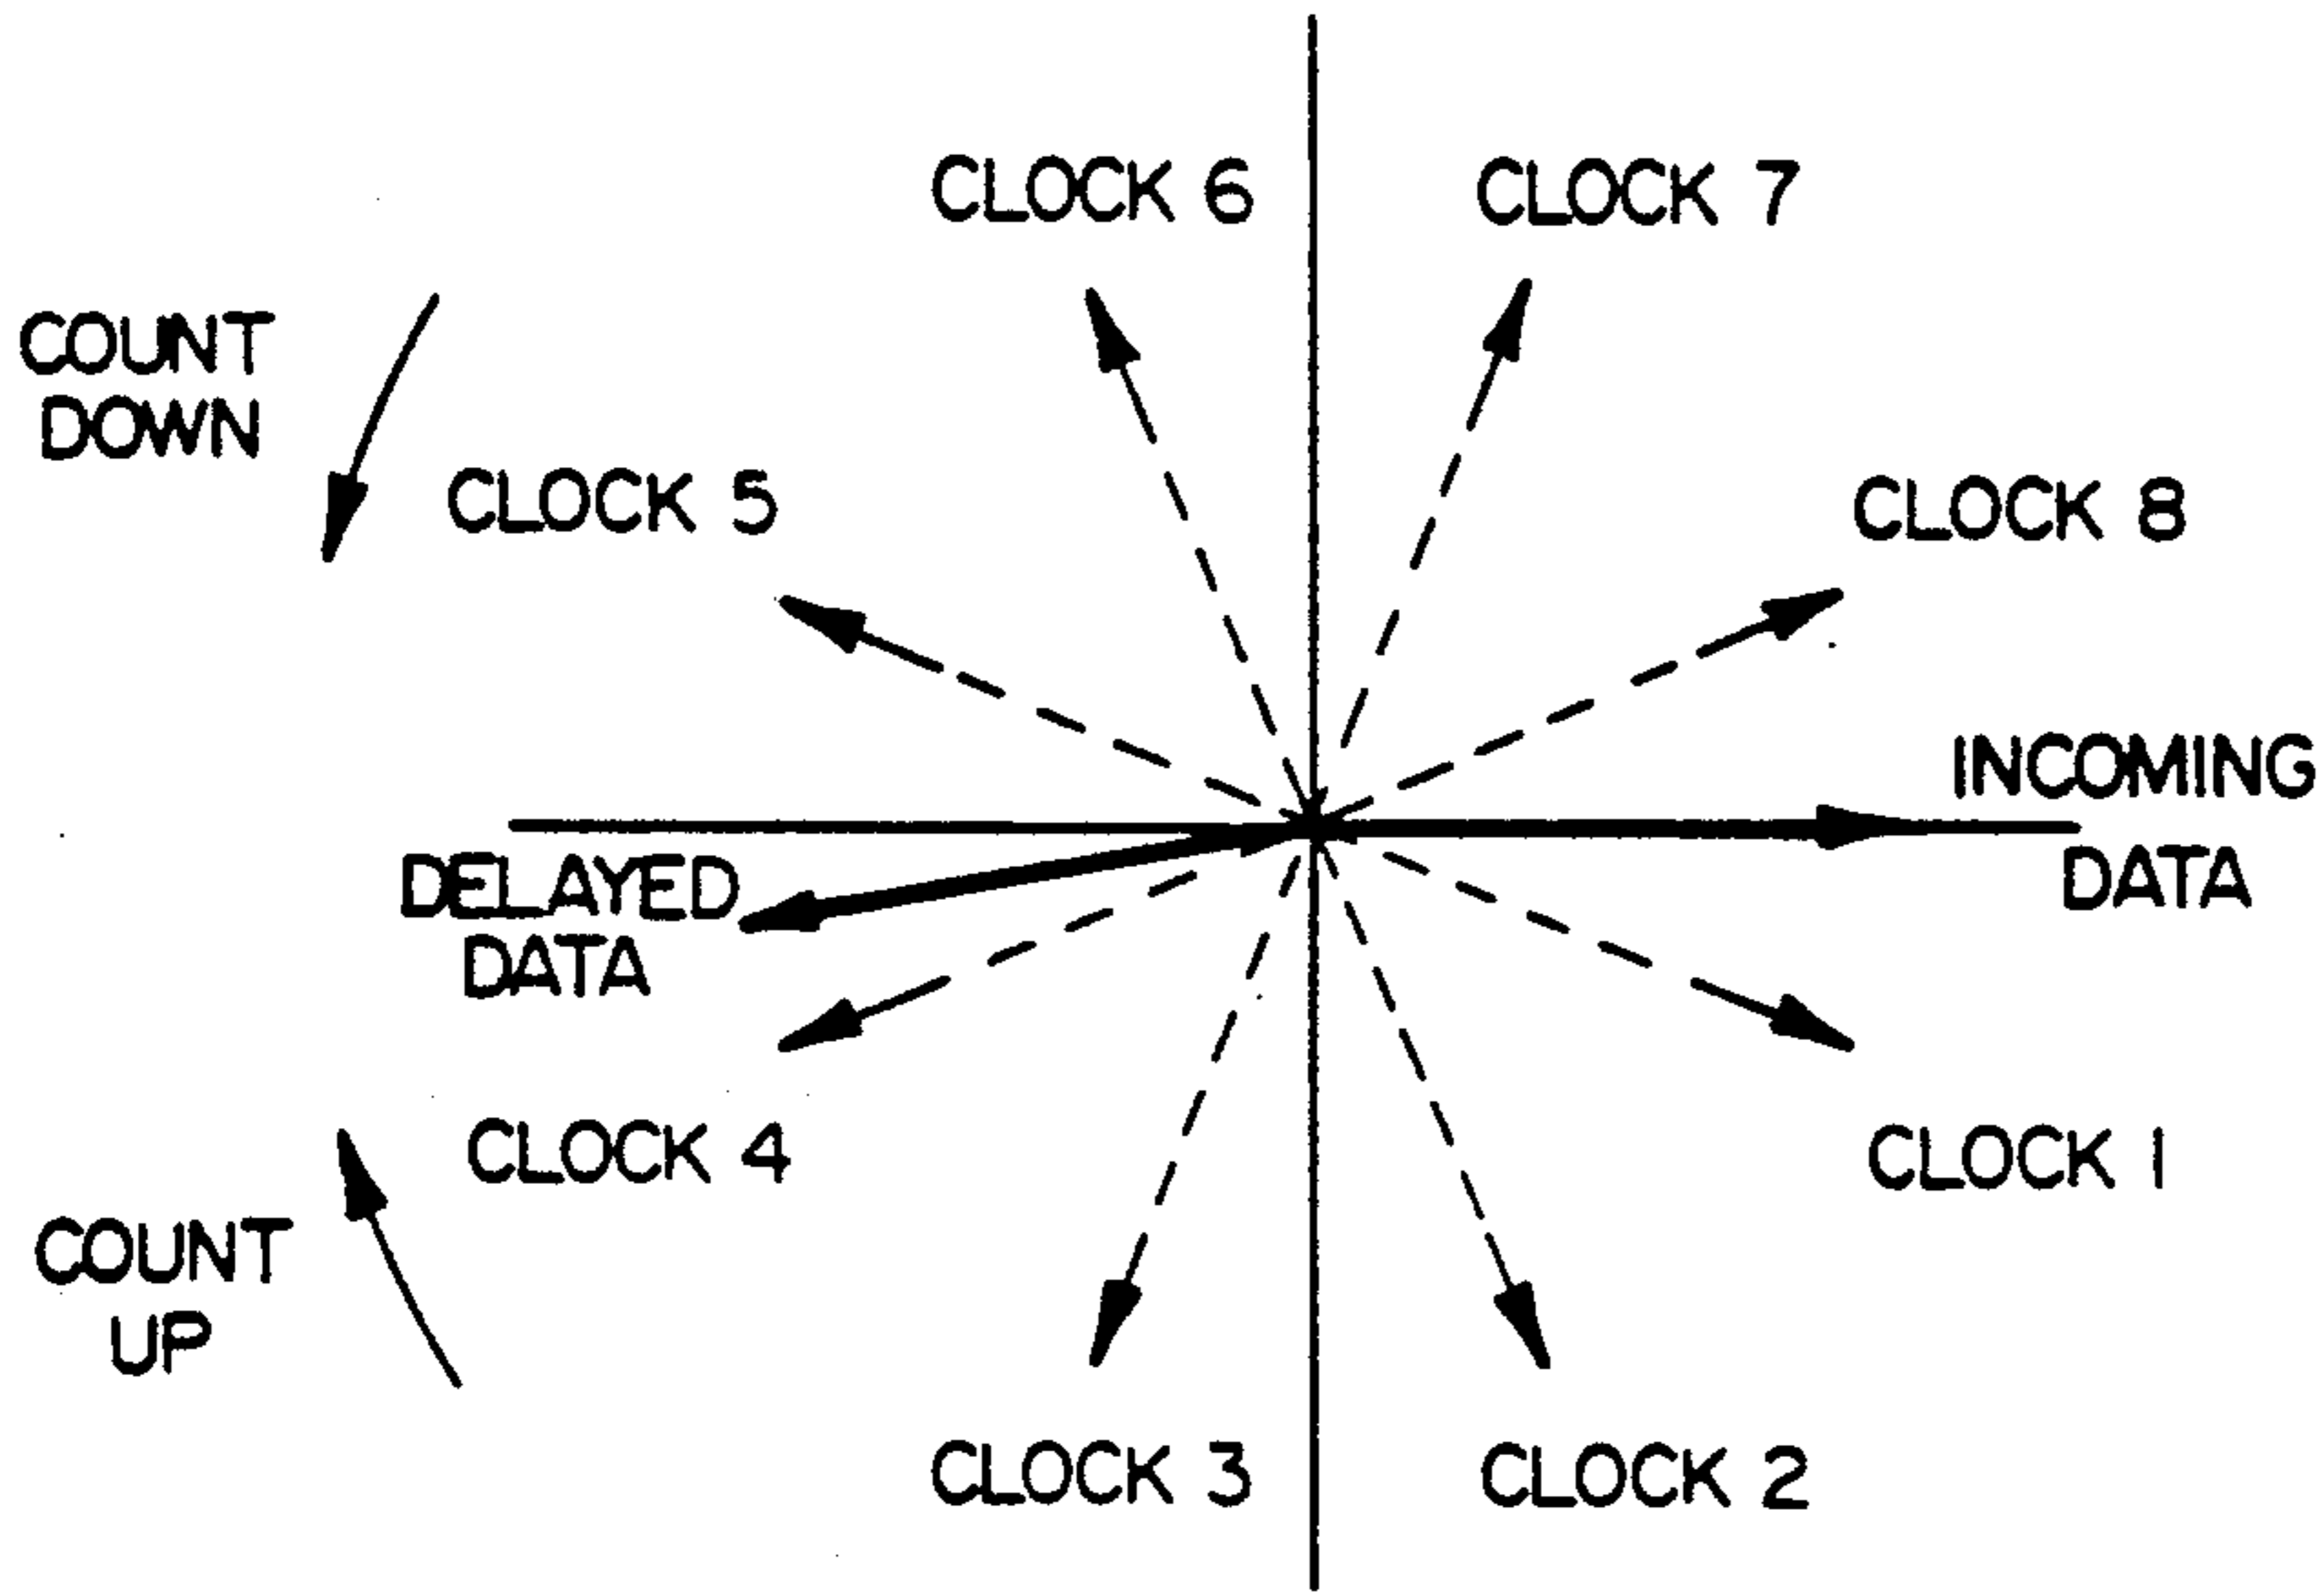 CLOCK 6
CLOCK 7
COUNT
DOWN
CLOCK 5
CLOCK 8
INCOMING
DATA
DELAYED
DATA
CLOCK 4
CLOCK 1
COUNT
UP
CLOCK 3
CLOCK 2